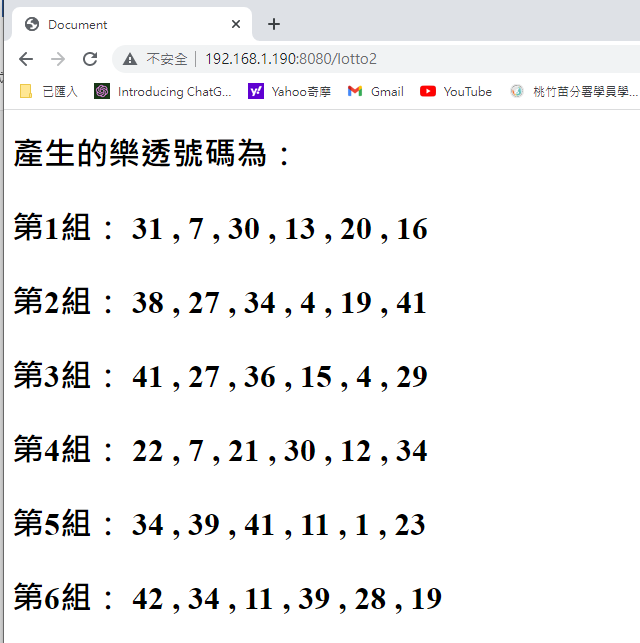 Document
不安全 192.168.1.190:8080/lotto2
已匯入 Introducing ChatG... Yahoo奇摩 Gmail YouTube 桃竹苗分署學員學...
產生的樂透號碼為：
第1組： 31 , 7 , 30 , 13 , 20 , 16
第2組： 38 , 27 , 34 , 4 , 19 , 41
第3組： 41 , 27 , 36 , 15 , 4 , 29
第4組： 22 , 7 , 21 , 30 , 12 , 34
第5組： 34 , 39 , 41 , 11 , 1 , 23
第6組： 42 , 34 , 11 , 39 , 28 , 19